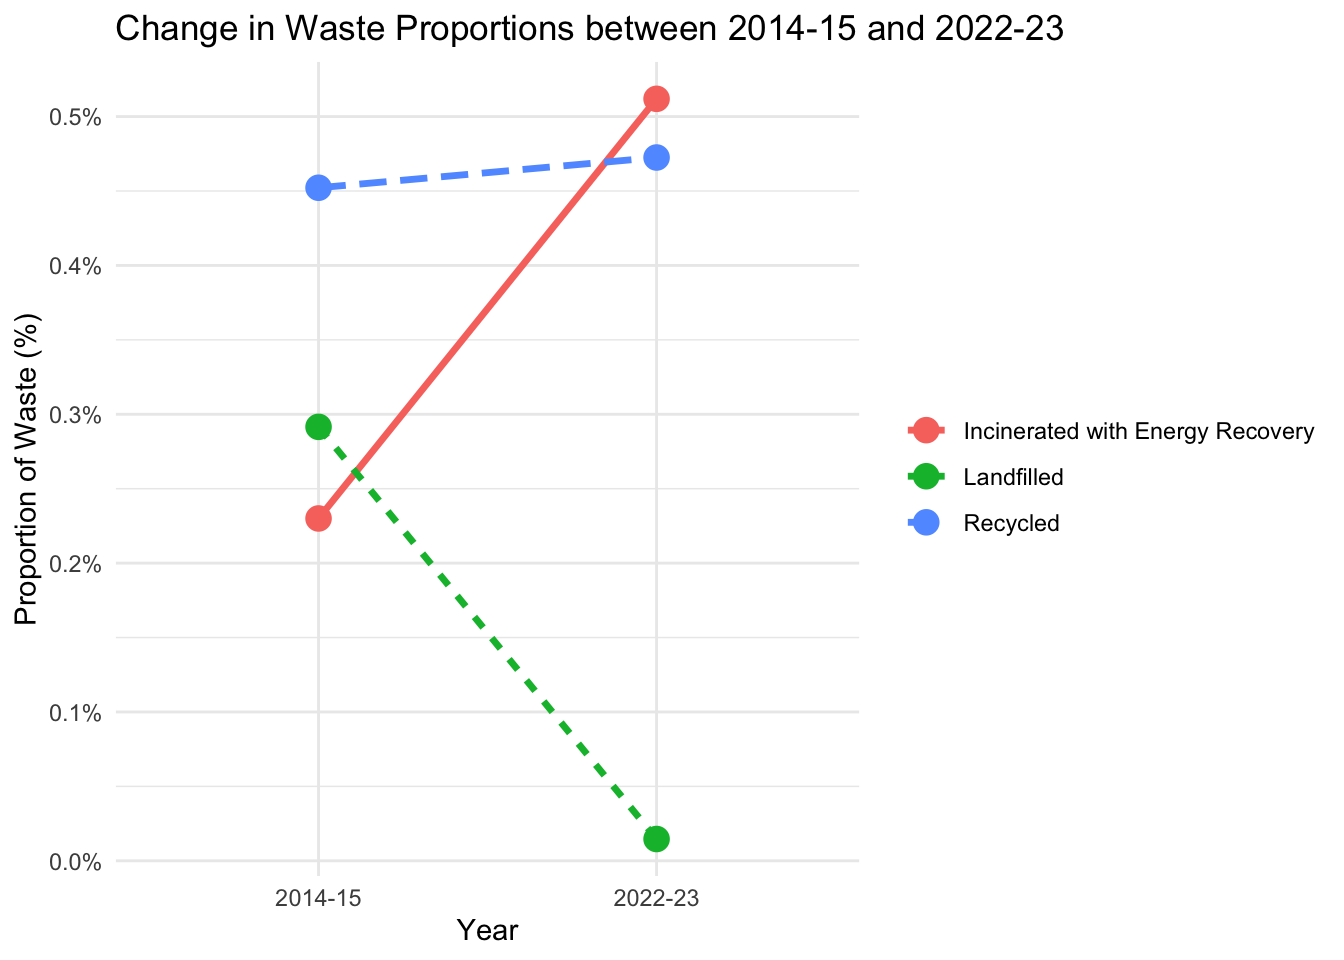 Change in Waste Proportions between 2014-15 and 2022-23
Proportion of Waste (%)
0.5%
0.4%
0.3%
0.2%
0.1%
0.0%
2014-15
2022-23
Year
Incinerated with Energy Recovery
Landfilled
Recycled